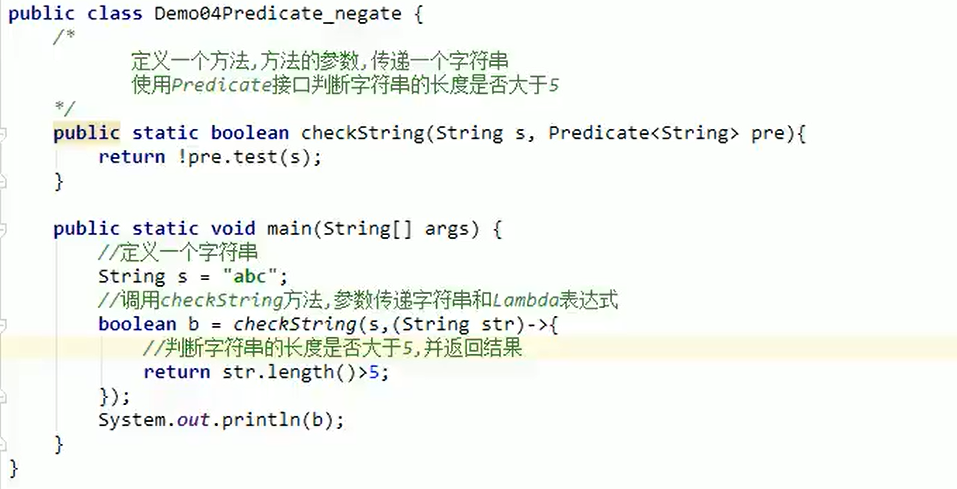 public class Demo04Predicate_negate {
    /*
            定义一个方法,方法的参数,传递一个字符串
            使用Predicate接口判断字符串的长度是否大于5
    */
    public static boolean checkString(String s, Predicate<String> pre){
        return !pre.test(s);
    }

    public static void main(String[] args) {
        //定义一个字符串
        String s = "abc";
        //调用checkString方法,参数传递字符串和Lambda表达式
        boolean b = checkString(s,(String str)->{
            //判断字符串的长度是否大于5,并返回结果
            return str.length()>5;
        });
        System.out.println(b);
    }
}